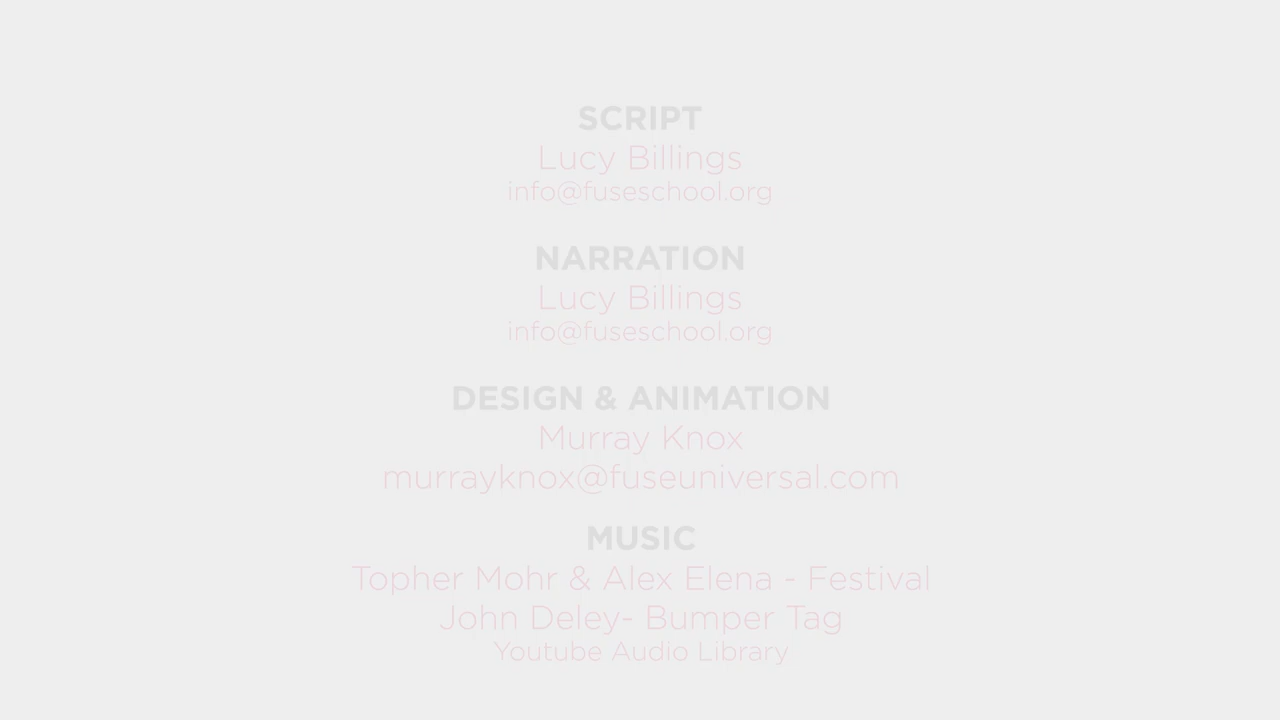 SCRIPT
Lucy Billings
info@fuseschool.org
NARRATION
Lucy Billings
info@fuseschool.org
DESIGN & ANIMATION
Murray Knox
murrayknox@fuseuniversal.com
MUSIC
Topher Mohr & Alex Elena - Festival
John Deley- Bumper Tag
Youtube Audio Library